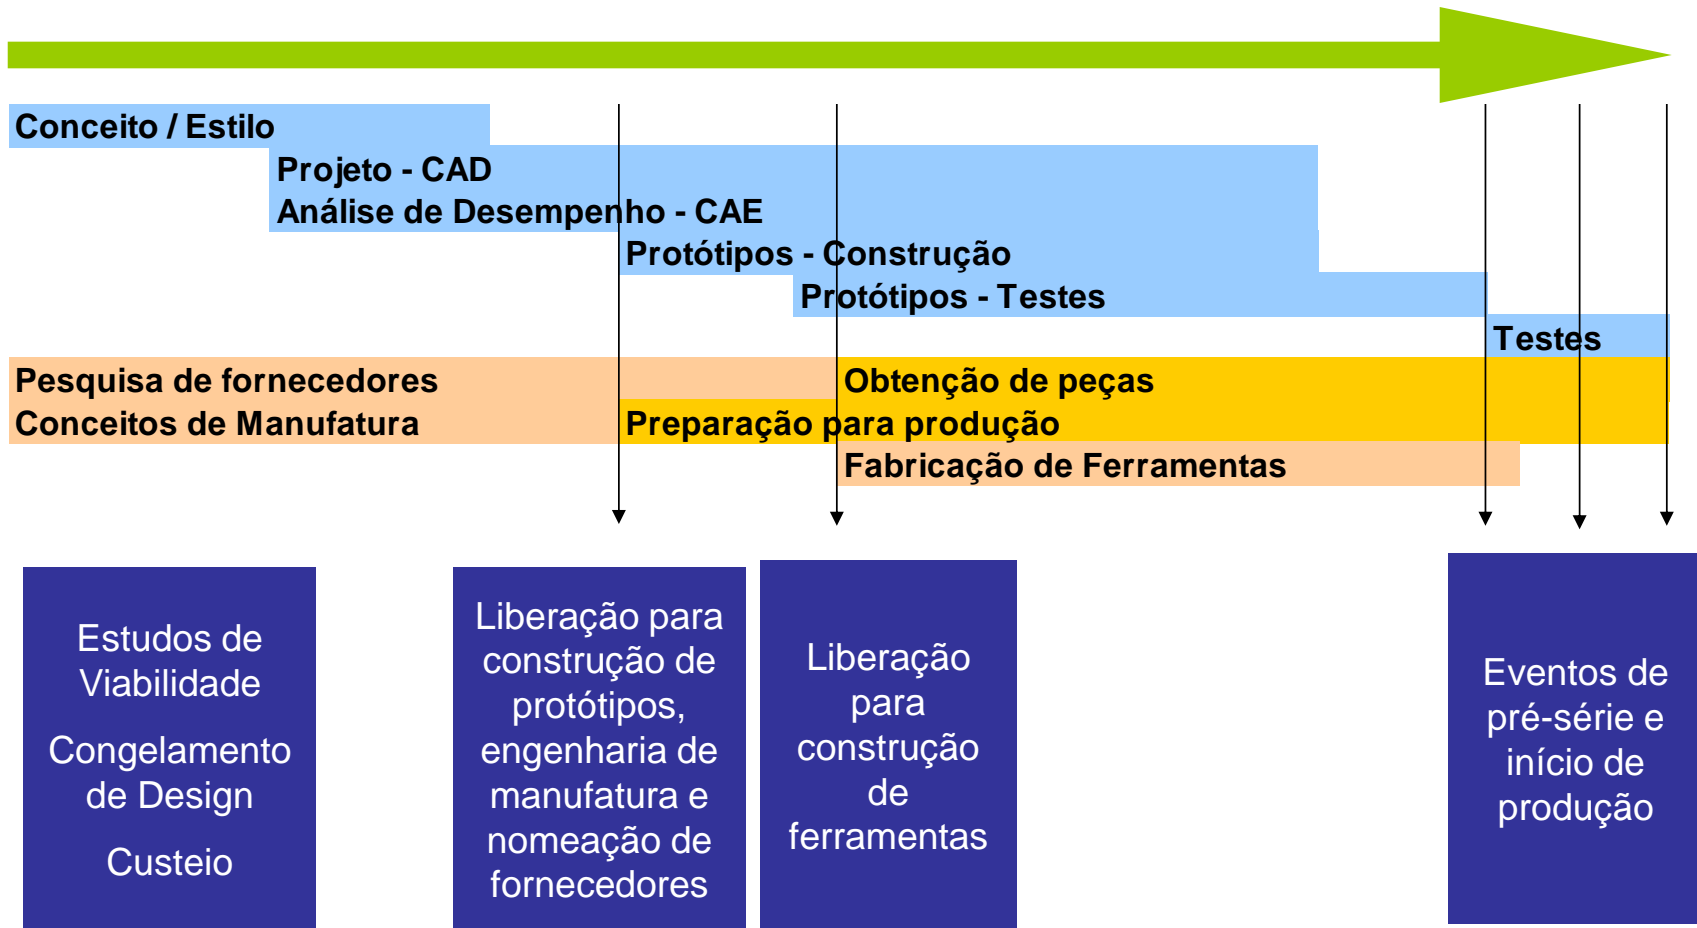 Conceito / Estilo
Projeto - CAD
Análise de Desempenho - CAE
Protótipos - Construção
Protótipos - Testes
Testes
Pesquisa de fornecedores
Obtenção de peças
Conceitos de Manufatura
Preparação para produção
Fabricação de Ferramentas
Estudos de
Viabilidade
Congelamento
de Design
Custeio
Liberação para
construção de
protótipos,
engenharia de
manufatura e
nomeação de
fornecedores
Liberação
para
construção
de
ferramentas
Eventos de
pré-série e
início de
produção